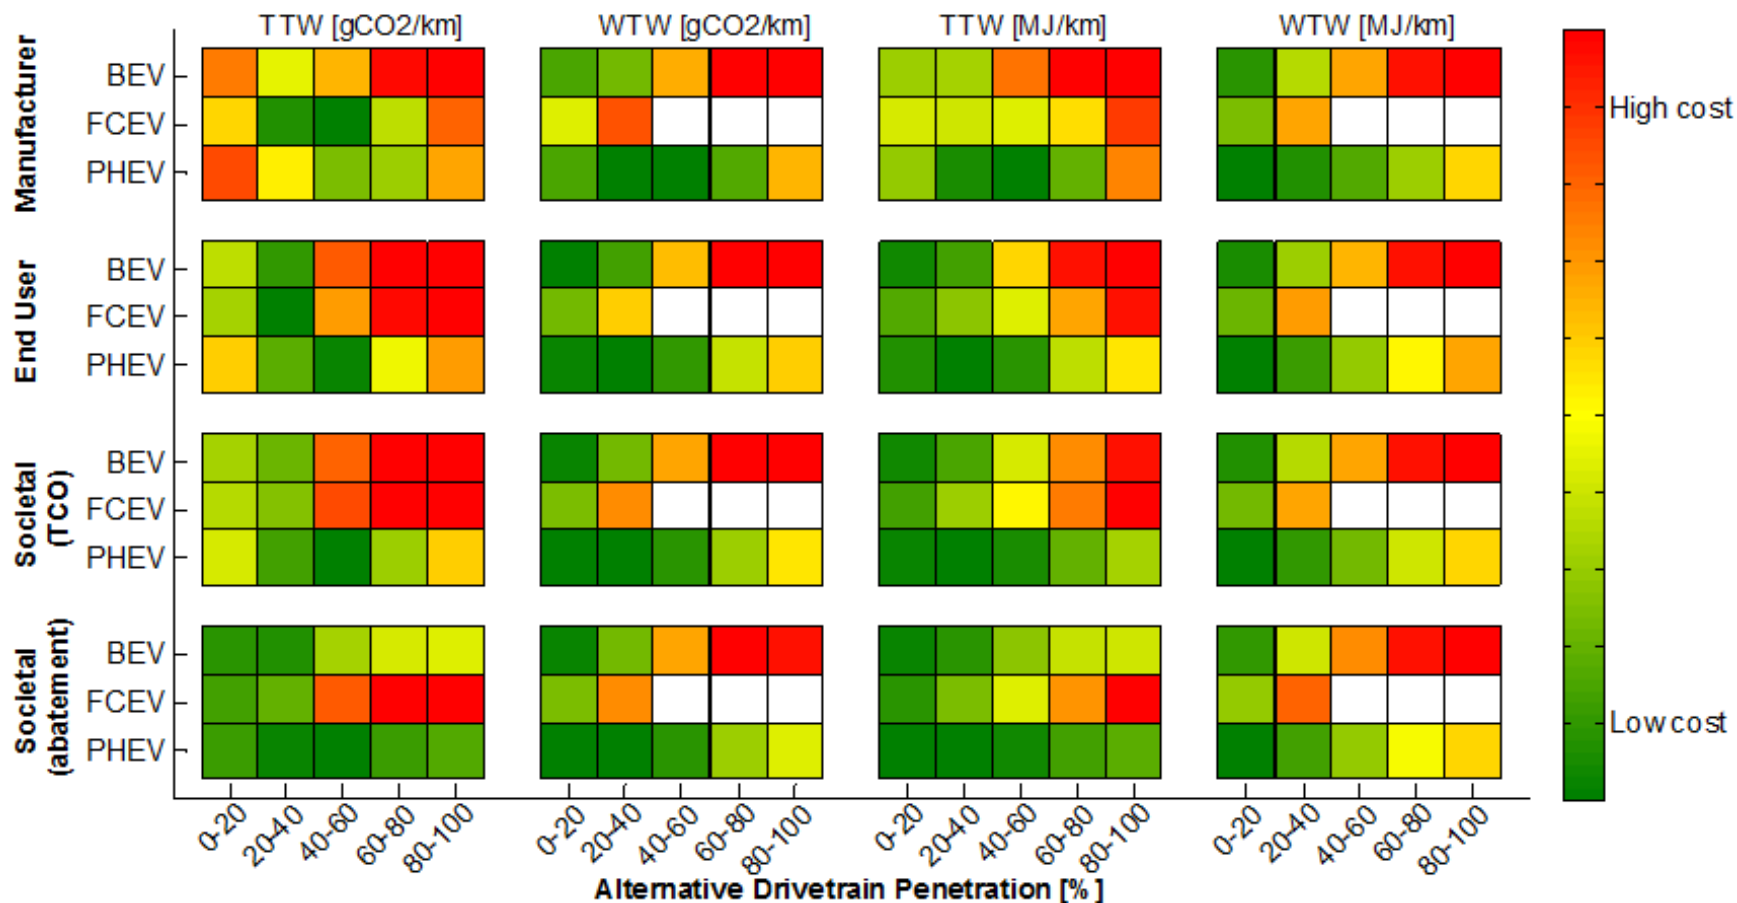 TTW [gCO2/km] WTW [gCO2/km] TTW [MJ/km] WTW [MJ/km]
Manufacturer
BEV
FCEV
PHEV
End User
BEV
FCEV
PHEV
Societal
(TCO)
BEV
FCEV
PHEV
Societal
(abatement)
BEV
FCEV
PHEV
High cost
Low cost
0-20 20-40 40-60 60-80 80-100 0-20 20-40 40-60 60-80 80-100 0-20 20-40 40-60 60-80 80-100 0-20 20-40 40-60 60-80 80-100
Alternative Drivetrain Penetration [%]